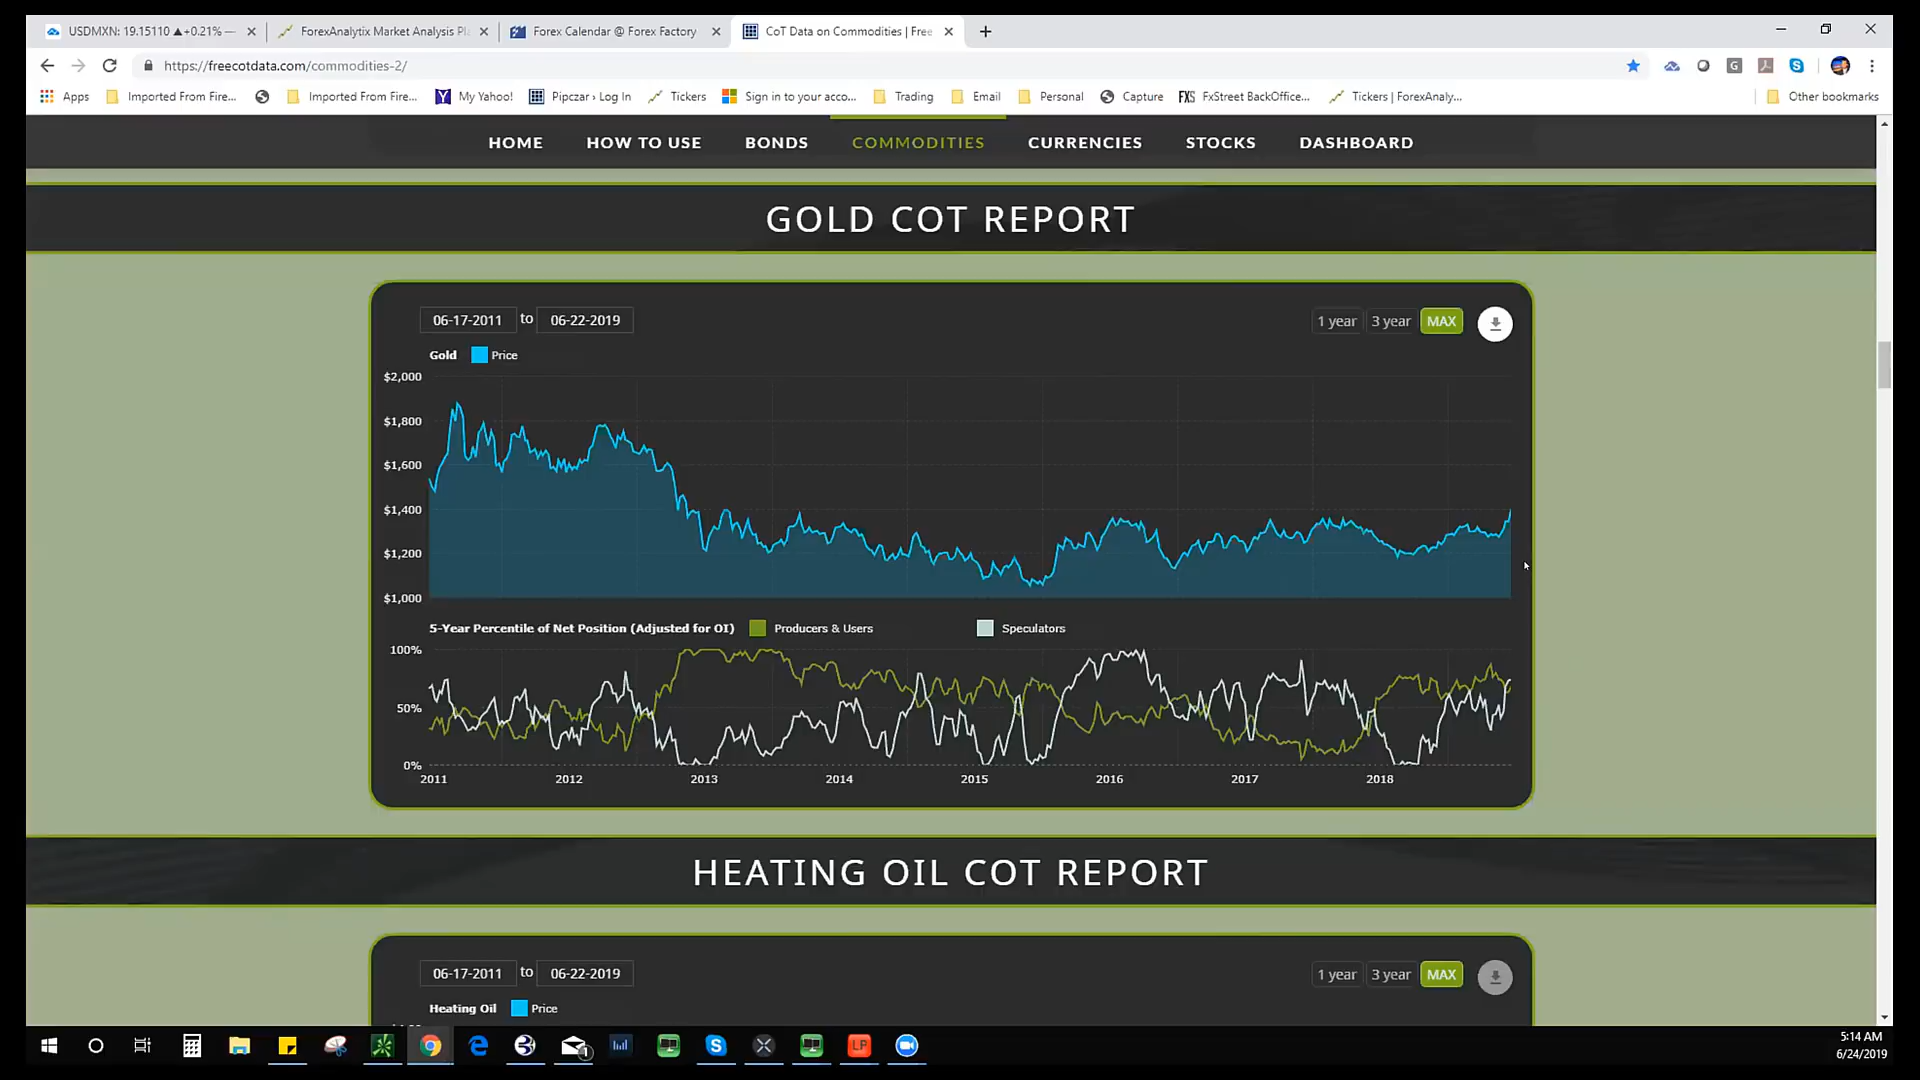 USDMXN: 19.15110 ▲+0.21% —
ForexAnalytix Market Analysis Pl
Forex Calendar @ Forex Factory
CoT Data on Commodities | Free
https://freecotdata.com/commodities-2/
Apps
Imported From Fire...
Imported From Fire...
My Yahoo!
Pipczar › Log In
Tickers
Sign in to your acco...
Trading
Email
Personal
Capture
FXS FxStreet BackOffice...
Tickers | ForexAnaly...
Other bookmarks
HOME
HOW TO USE
BONDS
COMMODITIES
CURRENCIES
STOCKS
DASHBOARD
GOLD COT REPORT
06-17-2011 to 06-22-2019
1 year
3 year
MAX
Gold
Price
$2,000
$1,800
$1,600
$1,400
$1,200
$1,000
5-Year Percentile of Net Position (Adjusted for OI)
Producers & Users
Speculators
100%
50%
0%
2011
2012
2013
2014
2015
2016
2017
2018
HEATING OIL COT REPORT
06-17-2011 to 06-22-2019
1 year
3 year
MAX
Heating Oil
Price
1
S
LP
5:14 AM
6/24/2019